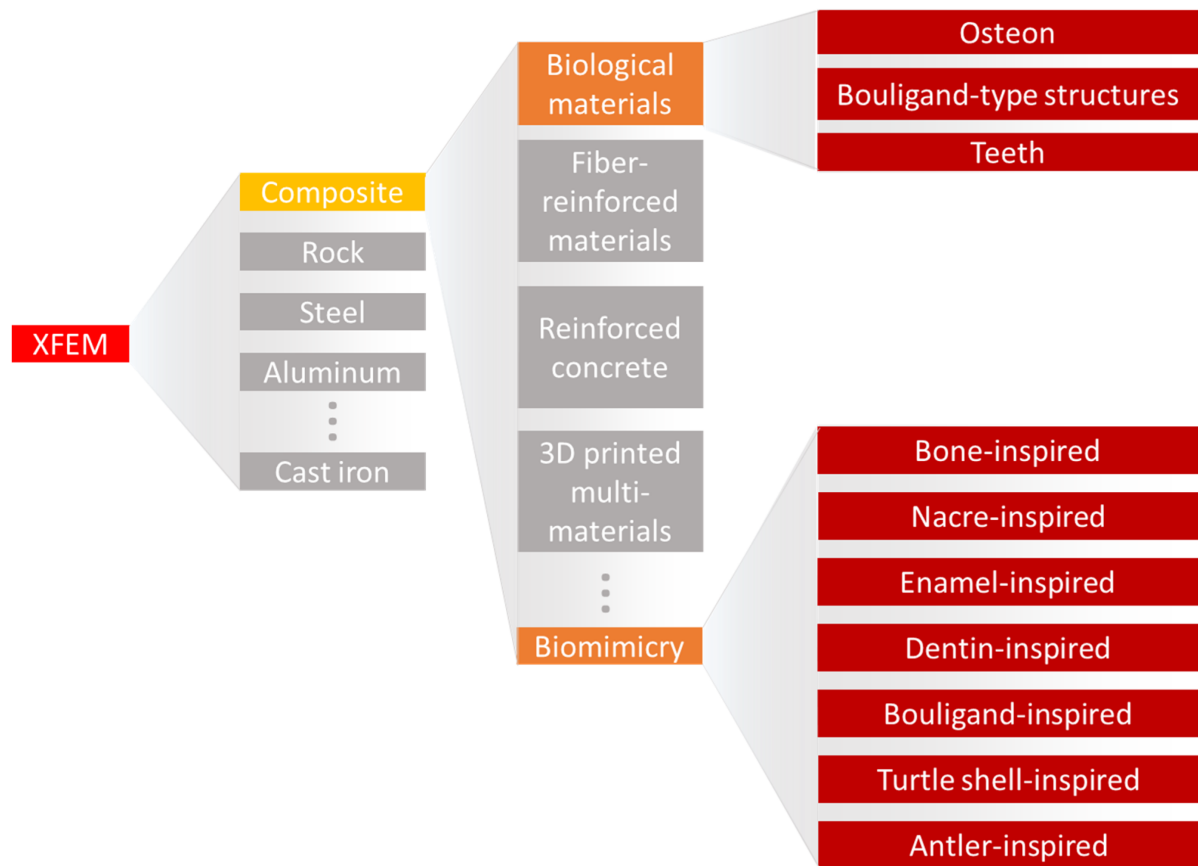 XFEM
Composite
Rock
Steel
Aluminum
Cast iron
Biological
materials
Fiber-
reinforced
materials
Reinforced
concrete
3D printed
multi-
materials
Biomimicry
Osteon
Bouligand-type structures
Teeth
Bone-inspired
Nacre-inspired
Enamel-inspired
Dentin-inspired
Bouligand-inspired
Turtle shell-inspired
Antler-inspired